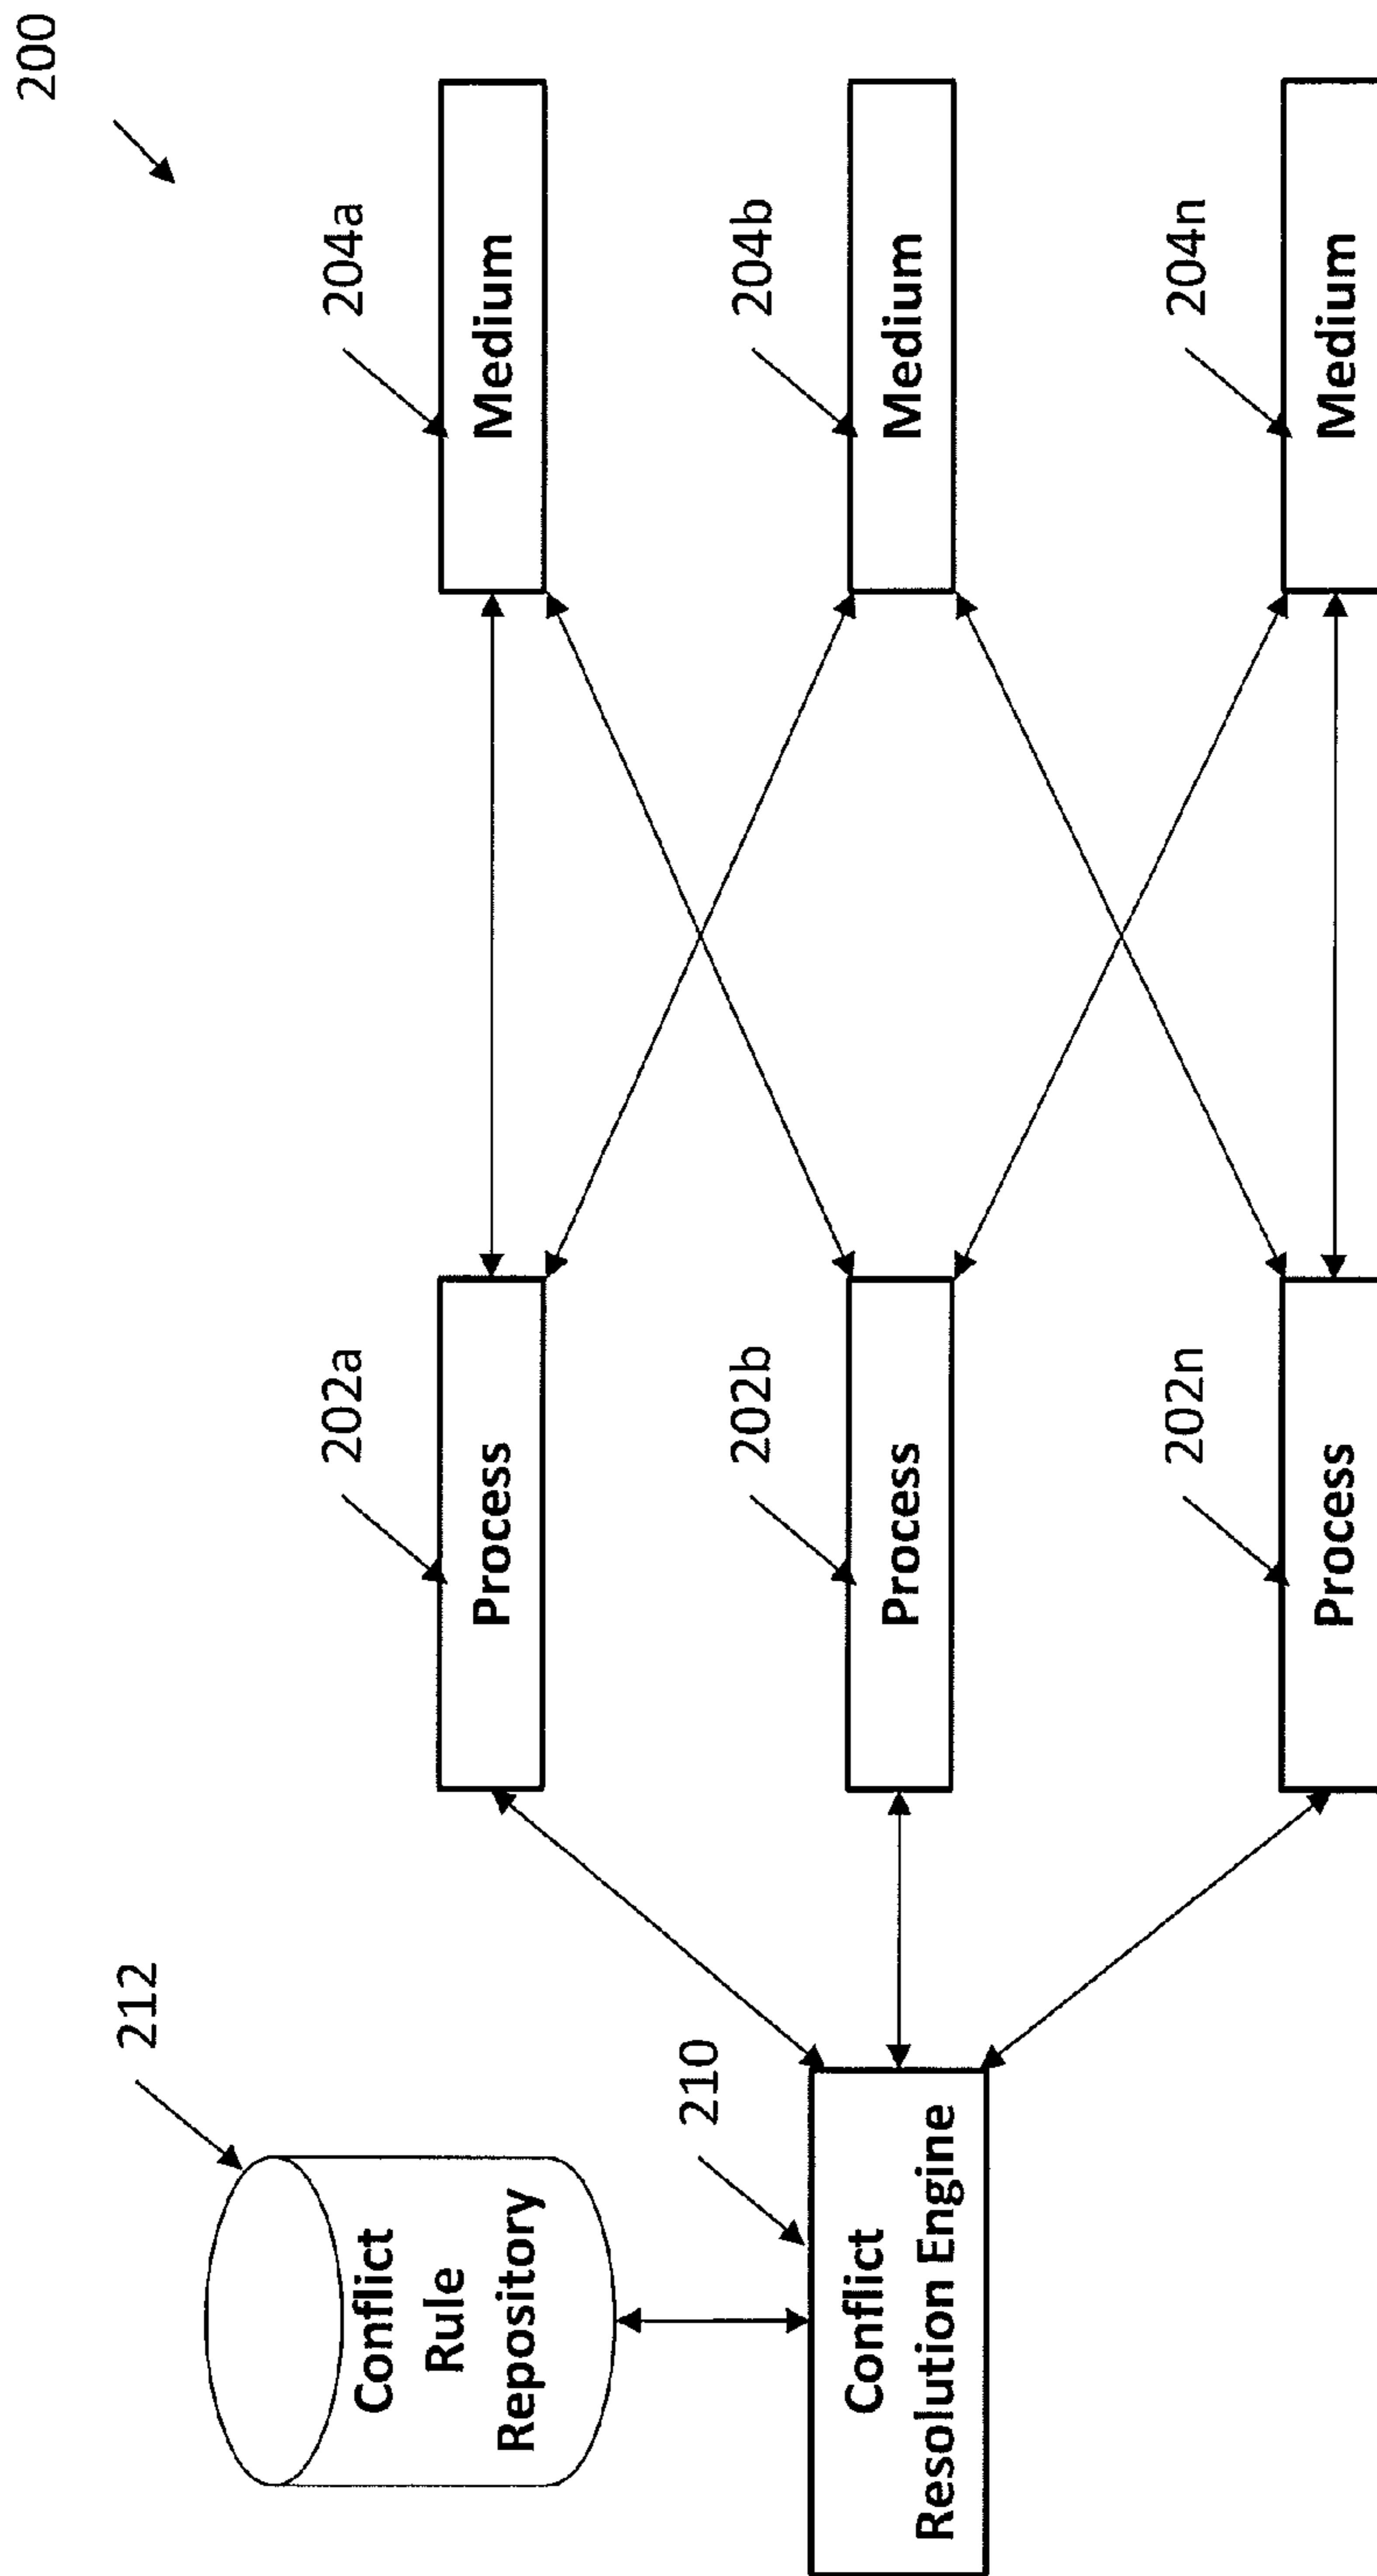 200
212
Conflict
Rule
Repository
210
Conflict
Resolution Engine
202a
Process
202b
Process
202n
Process
204a
Medium
204b
Medium
204n
Medium